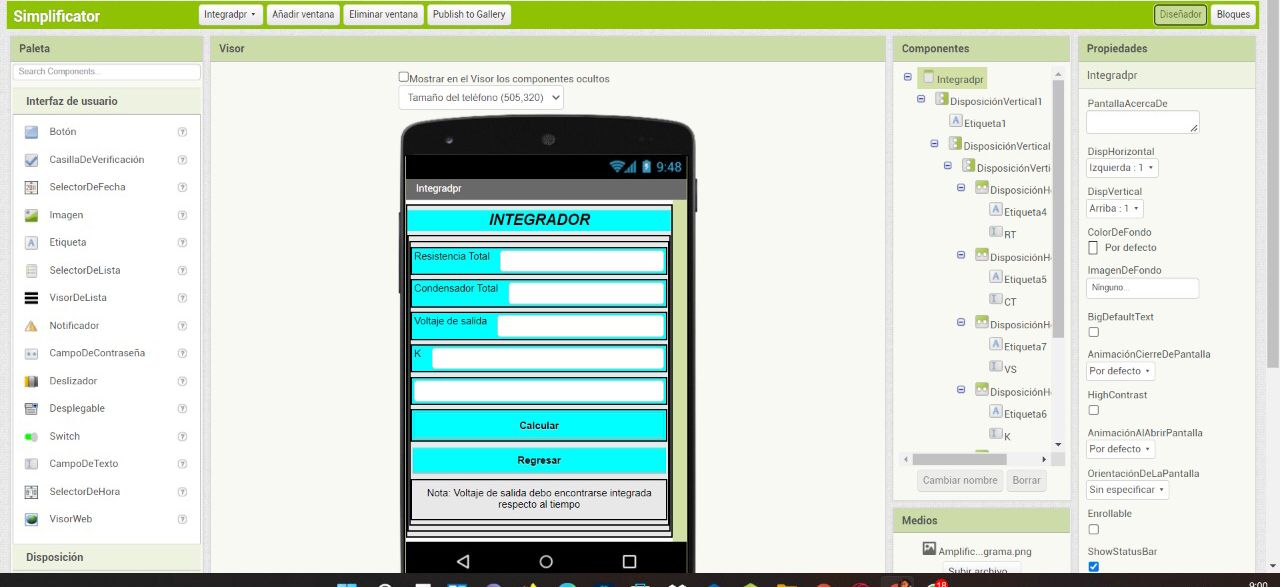 Simplificator
Integradpr
Añadir ventana
Eliminar ventana
Publish to Gallery
Diseñador
Bloques
Paleta
Search Components...
Interfaz de usuario
Botón
CasillaDeVerificación
SelectorDeFecha
Imagen
Etiqueta
SelectorDeLista
VisorDeLista
Notificador
CampoDeContraseña
Deslizador
Desplegable
Switch
CampoDeTexto
SelectorDeHora
VisorWeb
Disposición
Visor
Mostrar en el Visor los componentes ocultos
Tamaño del teléfono (505,320)
9:48
Integradpr
INTEGRADOR
Resistencia Total
Condensador Total
Voltaje de salida
K
Calcular
Regresar
Nota: Voltaje de salida debo encontrarse integrada
respecto al tiempo
Componentes
Integradpr
DisposiciónVertical1
Etiqueta1
DisposiciónVertical
DisposiciónVerti
DisposiciónH
Etiqueta4
RT
DisposiciónH
Etiqueta5
CT
DisposiciónH
Etiqueta7
VS
DisposiciónH
Etiqueta6
K
Cambiar nombre
Borrar
Medios
Amplific...grama.png
Subir archivo
Propiedades
Integradpr
PantallaAcercaDe
DispHorizontal
Izquierda : 1
DispVertical
Arriba : 1
ColorDeFondo
Por defecto
ImagenDeFondo
Ninguno...
BigDefaultText
AnimaciónCierreDePantalla
Por defecto
HighContrast
AnimaciónAlAbrirPantalla
Por defecto
OrientaciónDeLaPantalla
Sin especificar
Enrollable
ShowStatusBar
18
9:00